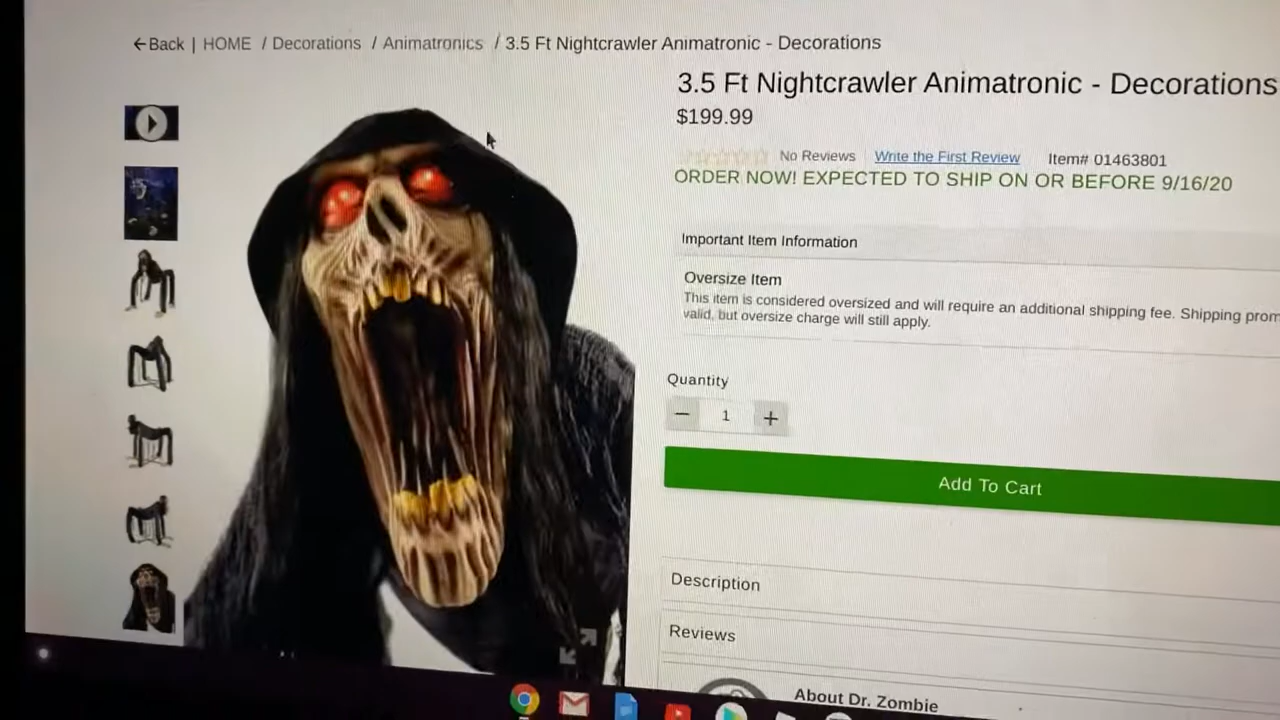 ←Back | HOME / Decorations / Animatronics / 3.5 Ft Nightcrawler Animatronic - Decorations
3.5 Ft Nightcrawler Animatronic - Decorations
$199.99
No Reviews Write the First Review Item# 01463801
ORDER NOW! EXPECTED TO SHIP ON OR BEFORE 9/16/20
Important Item Information
Oversize Item
This item is considered oversized and will require an additional shipping fee. Shipping prom
valid, but oversize charge will still apply.
Quantity
− 1 +
Add To Cart
Description
Reviews
About Dr. Zombie